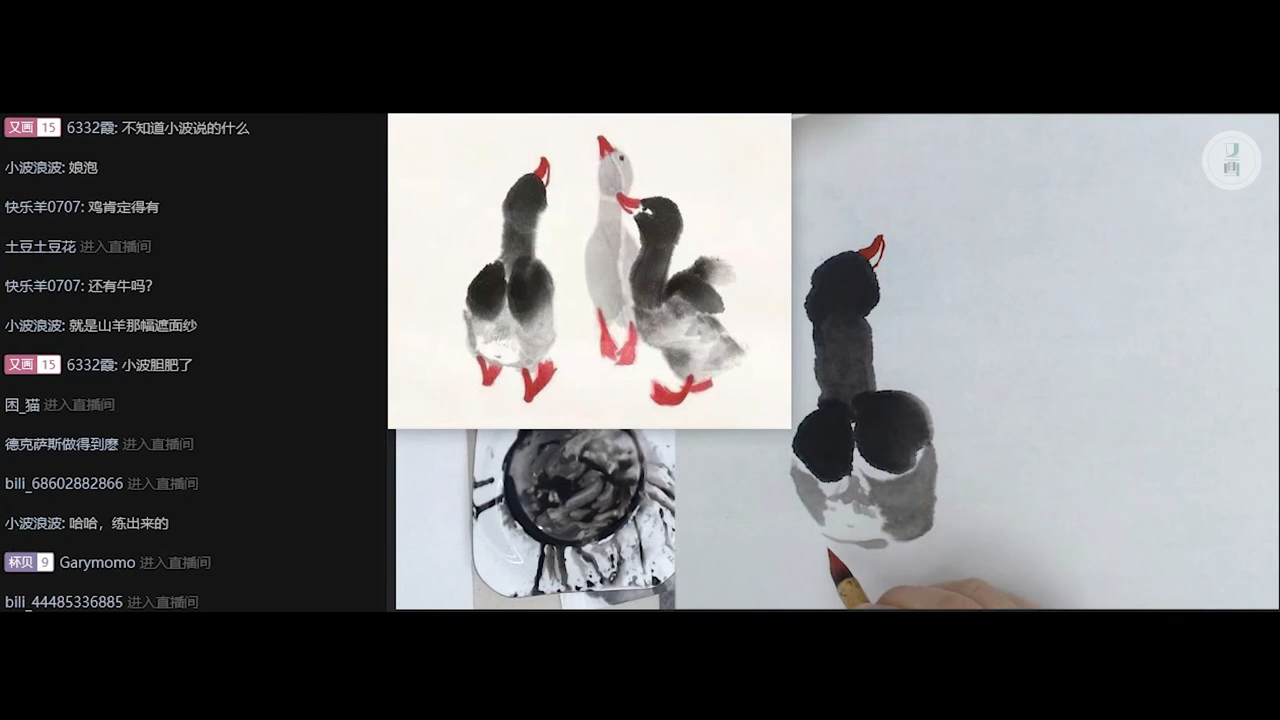 又画 15 6332霞: 不知道小波说的什么
小波浪波: 娘泡
快乐羊0707: 鸡肯定得有
土豆土豆花 进入直播间
快乐羊0707: 还有牛吗?
小波浪波: 就是山羊那幅遮面纱
又画 15 6332霞: 小波胆肥了
困_猫 进入直播间
德克萨斯做得到麽 进入直播间
bili_68602882866 进入直播间
小波浪波: 哈哈，练出来的
杯贝 9 Garymomo 进入直播间
bili_44485336885 进入直播间
又
画